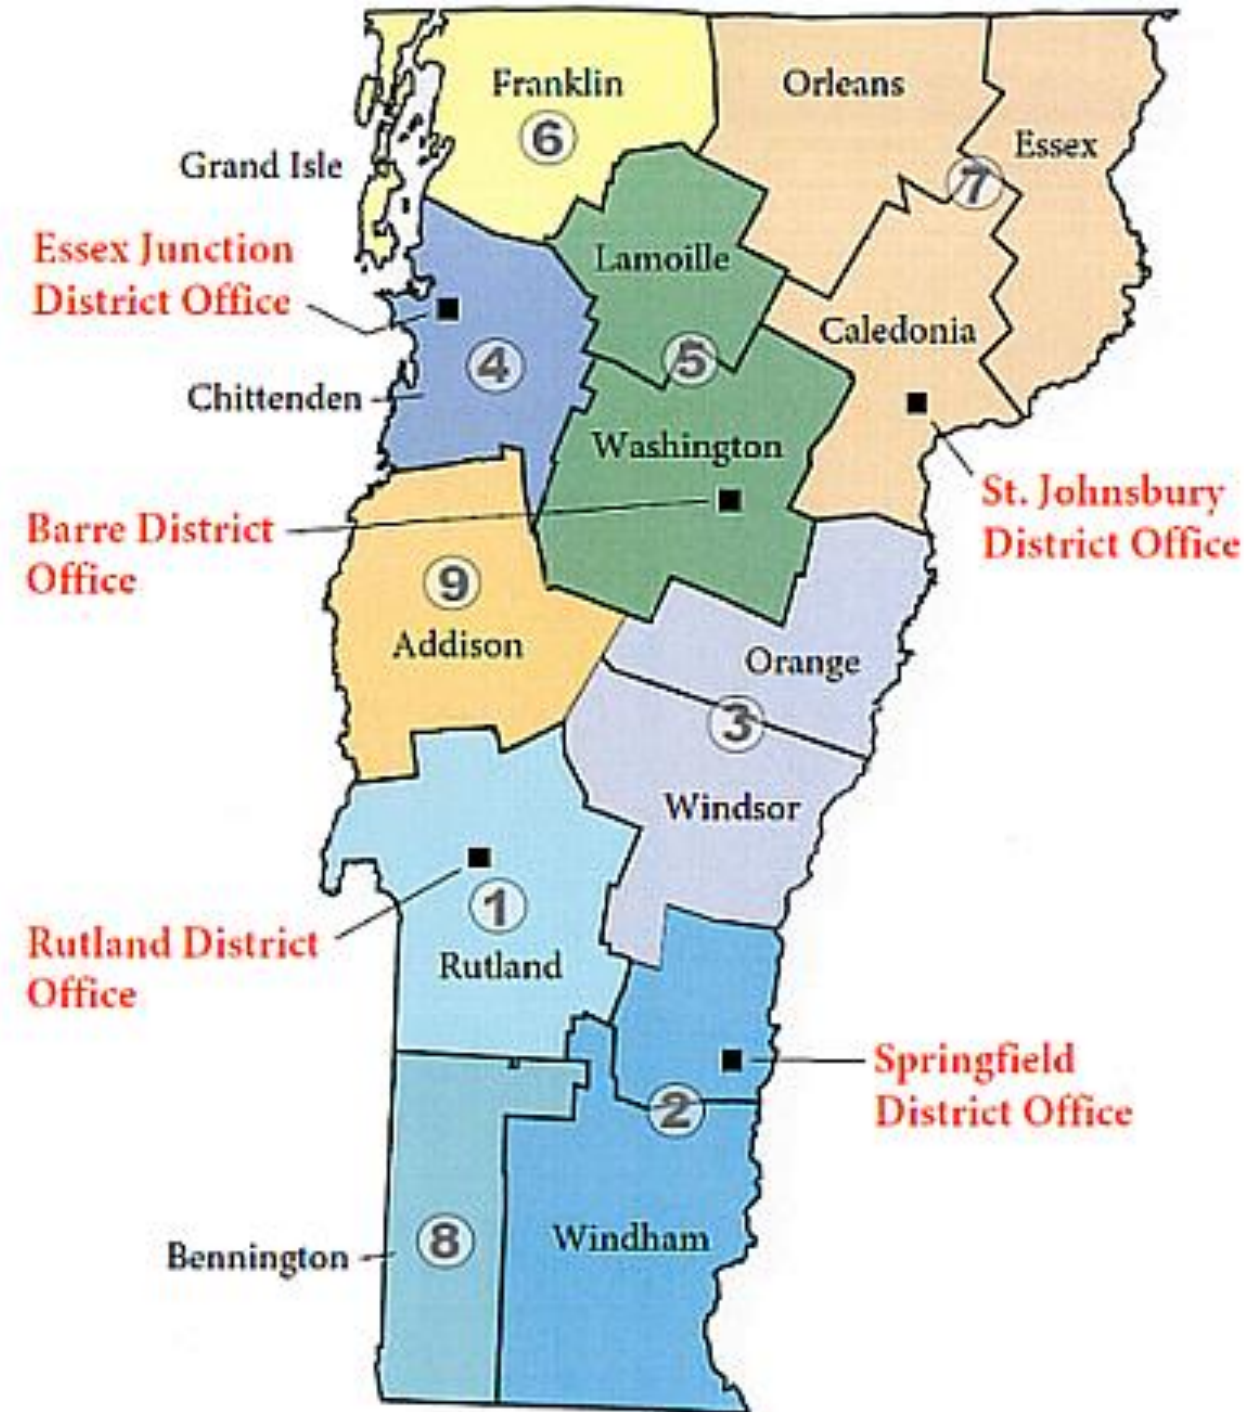 Franklin
6
Orleans
Essex
7
Grand Isle
Essex Junction
District Office
Lamoille
Caledonia
4
5
Chittenden
Washington
St. Johnsbury
District Office
Barre District
Office
9
Addison
Orange
3
Windsor
1
Rutland District
Office
Rutland
Springfield
District Office
2
Windham
8
Bennington